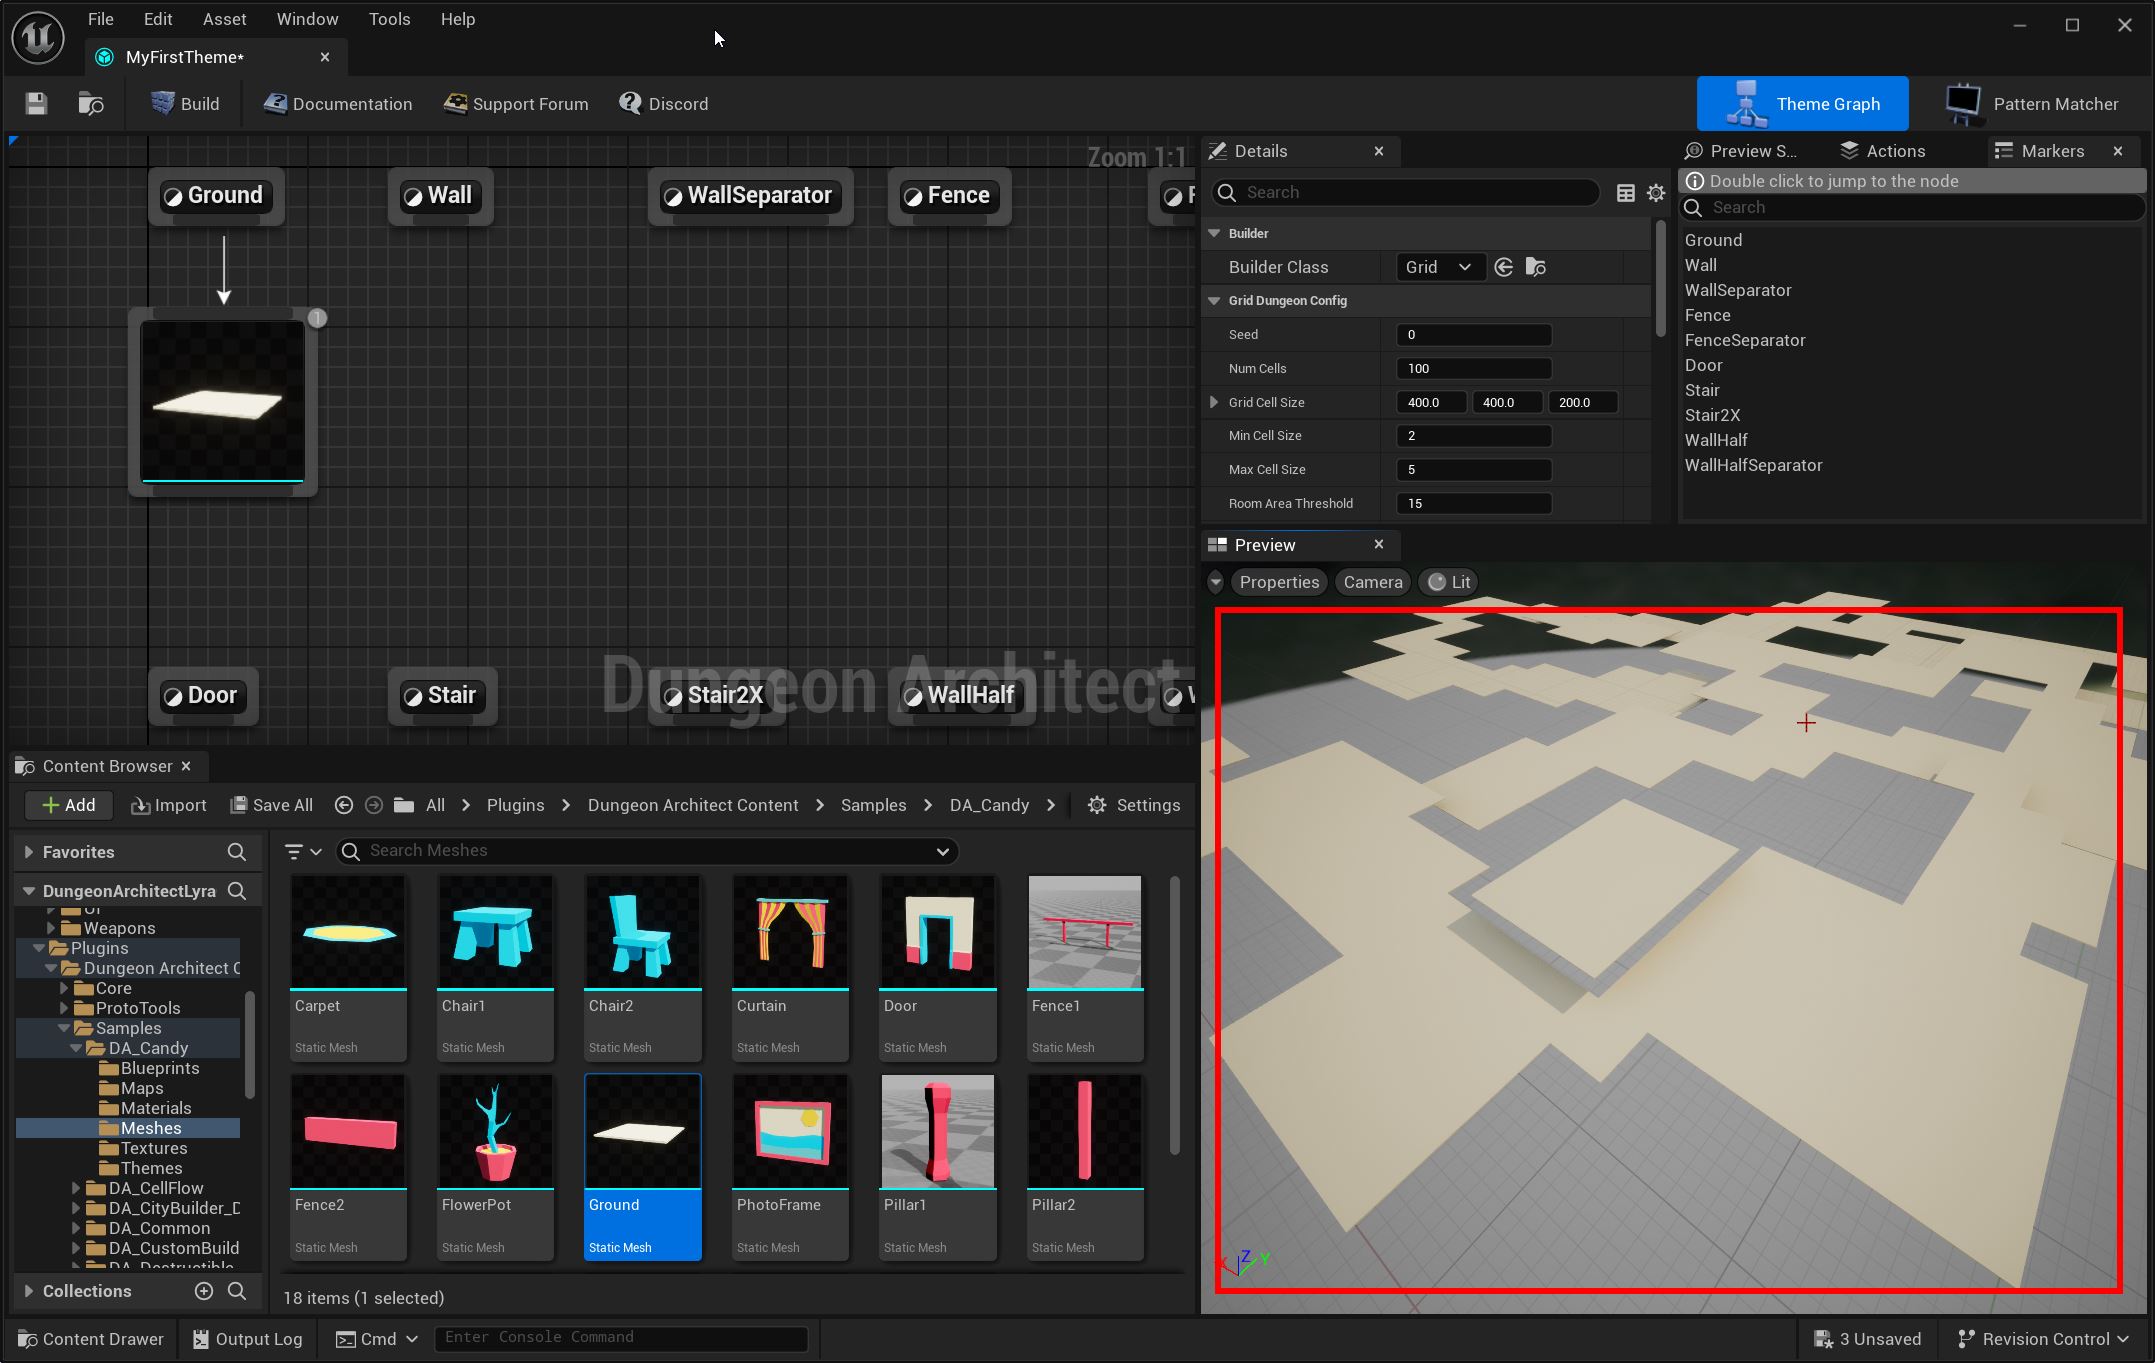 File Edit Asset Window Tools Help
MyFirstTheme*
Build Documentation Support Forum Discord Theme Graph Pattern Matcher
Zoom 1:1
Ground Wall WallSeparator Fence
Door Stair Stair2X WallHalf
Dungeon Architect
Details
Search
Builder
Builder Class Grid
Grid Dungeon Config
Seed 0
Num Cells 100
Grid Cell Size 400.0 400.0 200.0
Min Cell Size 2
Max Cell Size 5
Room Area Threshold 15
Preview S... Actions Markers
Double click to jump to the node
Search
Ground
Wall
WallSeparator
Fence
FenceSeparator
Door
Stair
Stair2X
WallHalf
WallHalfSeparator
Preview
Properties Camera Lit
Z Y
Content Browser
Add Import Save All All Plugins Dungeon Architect Content Samples DA_Candy Settings
Favorites
DungeonArchitectLyra
Weapons
Plugins
Dungeon Architect C
Core
ProtoTools
Samples
DA_Candy
Blueprints
Maps
Materials
Meshes
Textures
Themes
DA_CellFlow
DA_CityBuilder_D
DA_Common
DA_CustomBuild
Collections
Search Meshes
Carpet Chair1 Chair2 Curtain Door Fence1
Static Mesh Static Mesh Static Mesh Static Mesh Static Mesh Static Mesh
Fence2 FlowerPot Ground PhotoFrame Pillar1 Pillar2
Static Mesh Static Mesh Static Mesh Static Mesh Static Mesh Static Mesh
18 items (1 selected)
Content Drawer Output Log Cmd Enter Console Command 3 Unsaved Revision Control